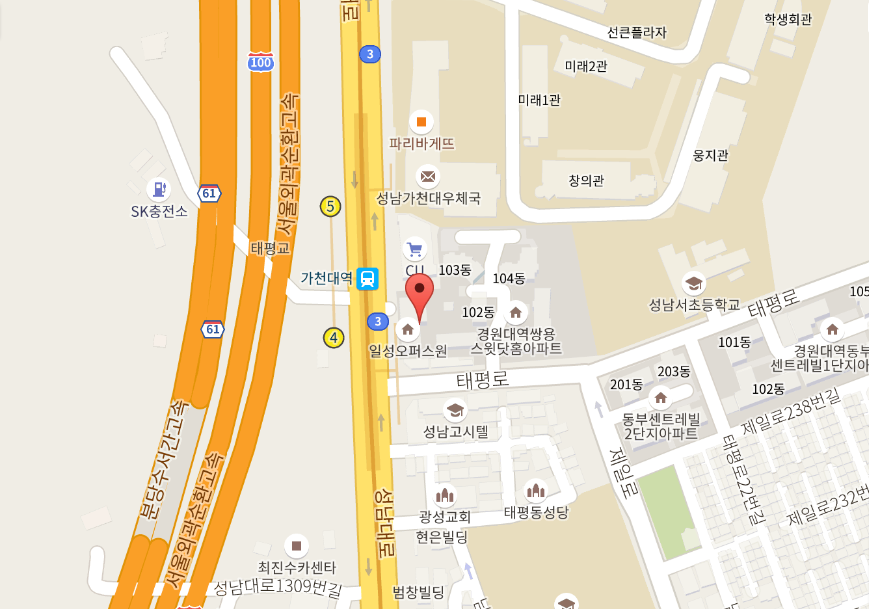 로
3
100
선큰플라자
학생회관
미래2관
미래1관
파리바게뜨
웅지관
창의관
성남가천대우체국
서울외곽순환고속
61
SK충전소
5
태평교
가천대역
CU
103동
104동
102동
3
4
일성오퍼스원
경원대역쌍용
스윗닷홈아파트
성남서초등학교
태평로
105
61
101동
경원대역동부
센트레빌1단지아
태평로
201동
203동
102동
동부센트레빌
2단지아파트
성남고시텔
제일로238번길
분당수서간고속
서울외곽순환고속
제일로
태평로22번길
제일로232번
성남대로
광성교회
현은빌딩
태평동성당
최진수카센타
성남대로1309번길
범창빌딩